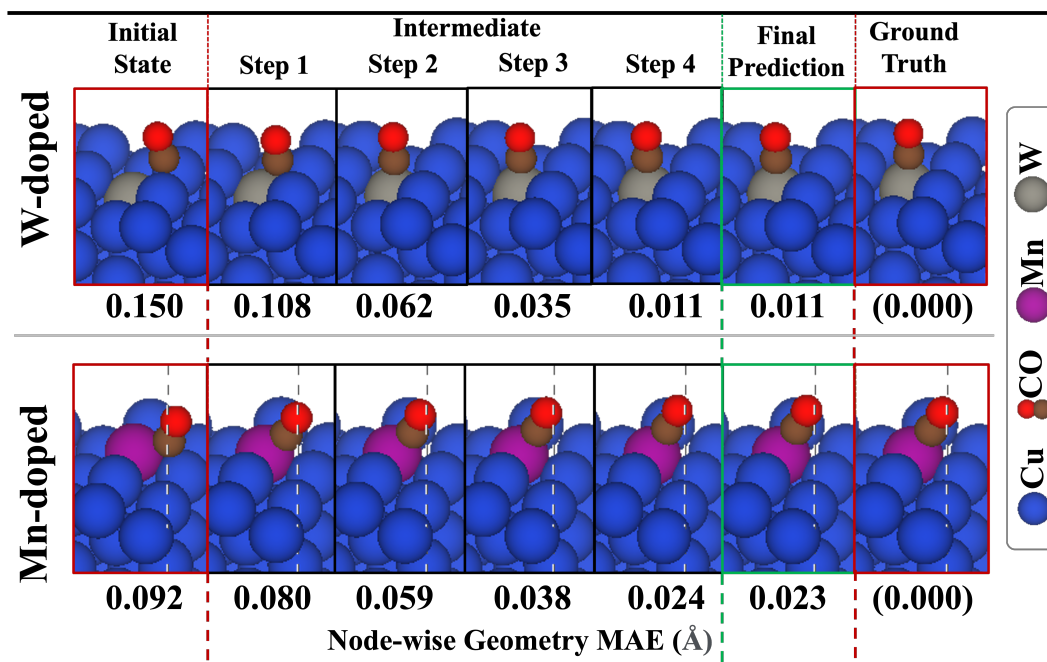 Initial State
Intermediate
Step 1 Step 2 Step 3 Step 4
Final Prediction
Ground Truth
W-doped
0.150 0.108 0.062 0.035 0.011 0.011 (0.000)
Mn-doped
0.092 0.080 0.059 0.038 0.024 0.023 (0.000)
Node-wise Geometry MAE (Å)
Cu CO Mn W